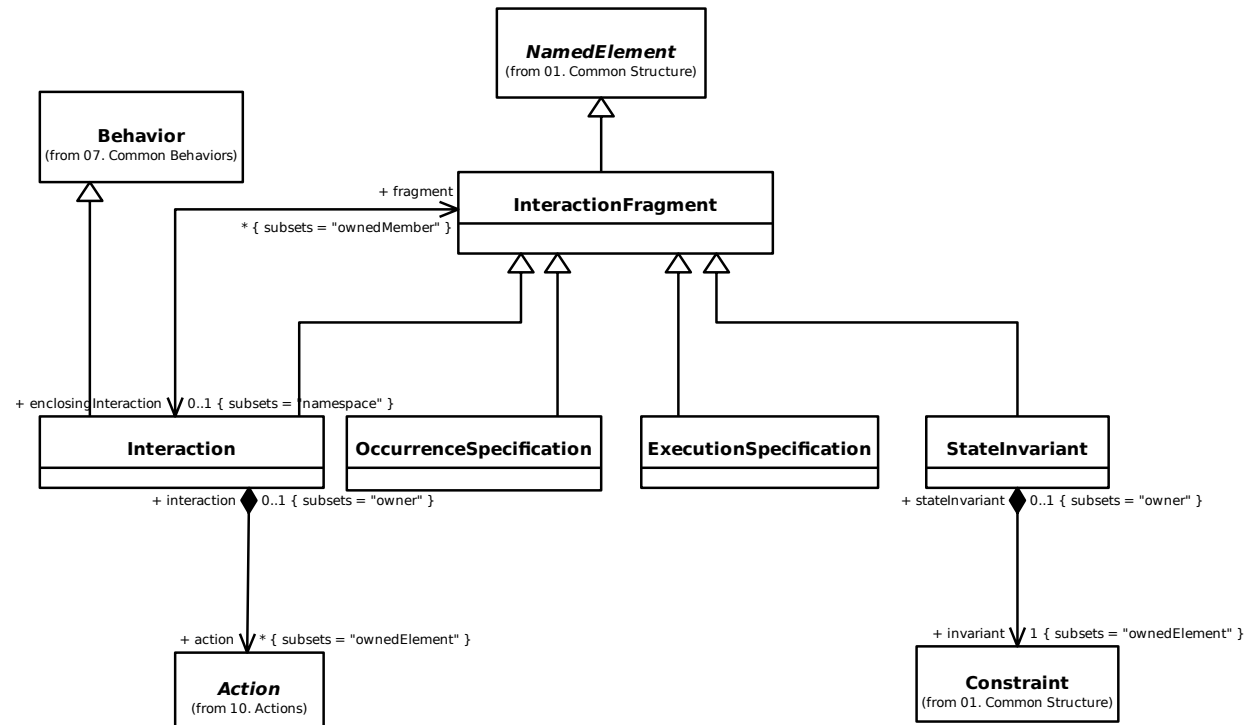 NamedElement
(from 01. Common Structure)
Behavior
(from 07. Common Behaviors)
+ fragment
* { subsets = "ownedMember" }
InteractionFragment
+ enclosingInteraction 0..1 { subsets = "namespace" }
Interaction
OccurrenceSpecification
ExecutionSpecification
StateInvariant
+ interaction 0..1 { subsets = "owner" }
+ stateInvariant 0..1 { subsets = "owner" }
+ action * { subsets = "ownedElement" }
+ invariant 1 { subsets = "ownedElement" }
Action
(from 10. Actions)
Constraint
(from 01. Common Structure)